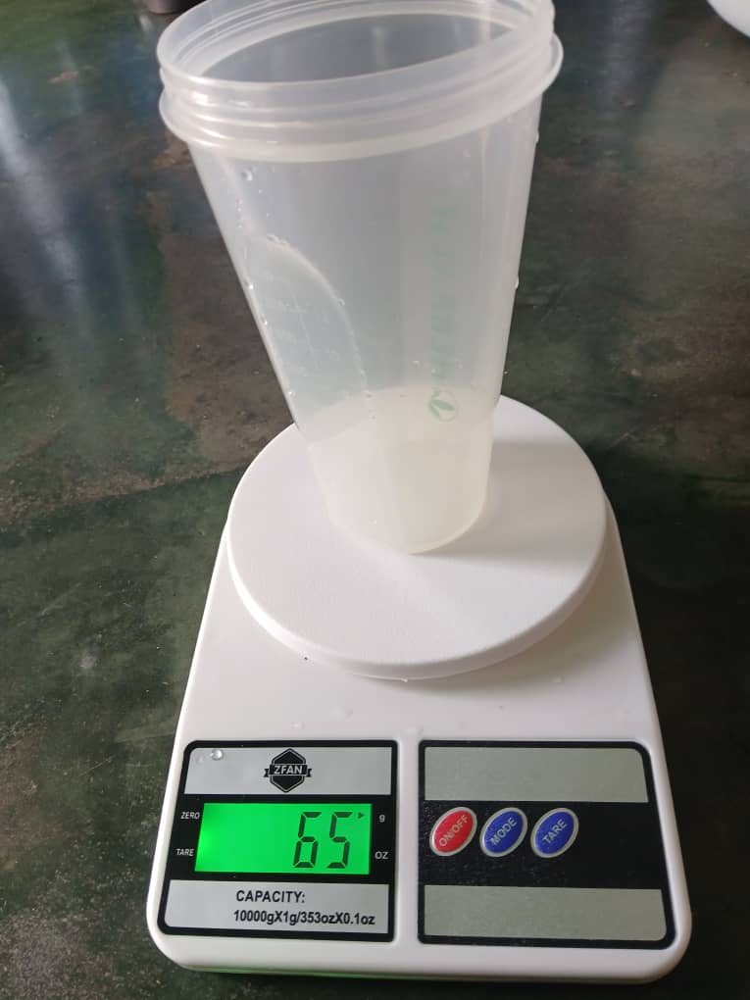 ZFAN
ZERO
65
g
TARE
OZ
CAPACITY:
10000gX1g/353ozX0.1oz
ON/OFF
MODE
TARE